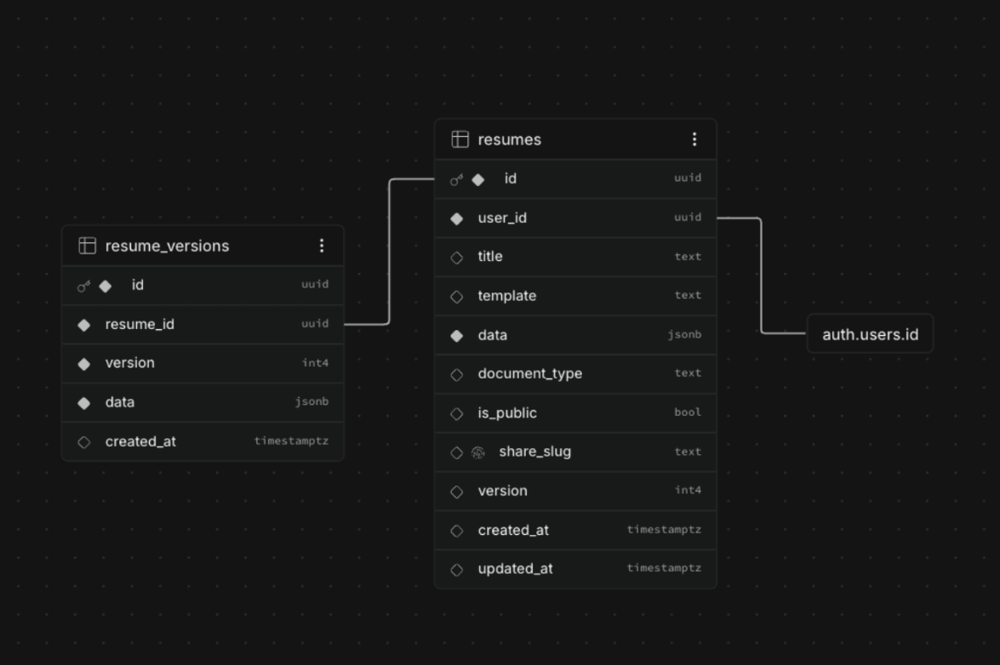 resume_versions
id uuid
resume_id uuid
version int4
data jsonb
created_at timestamptz
resumes
id uuid
user_id uuid
title text
template text
data jsonb
document_type text
is_public bool
share_slug text
version int4
created_at timestamptz
updated_at timestamptz
auth.users.id